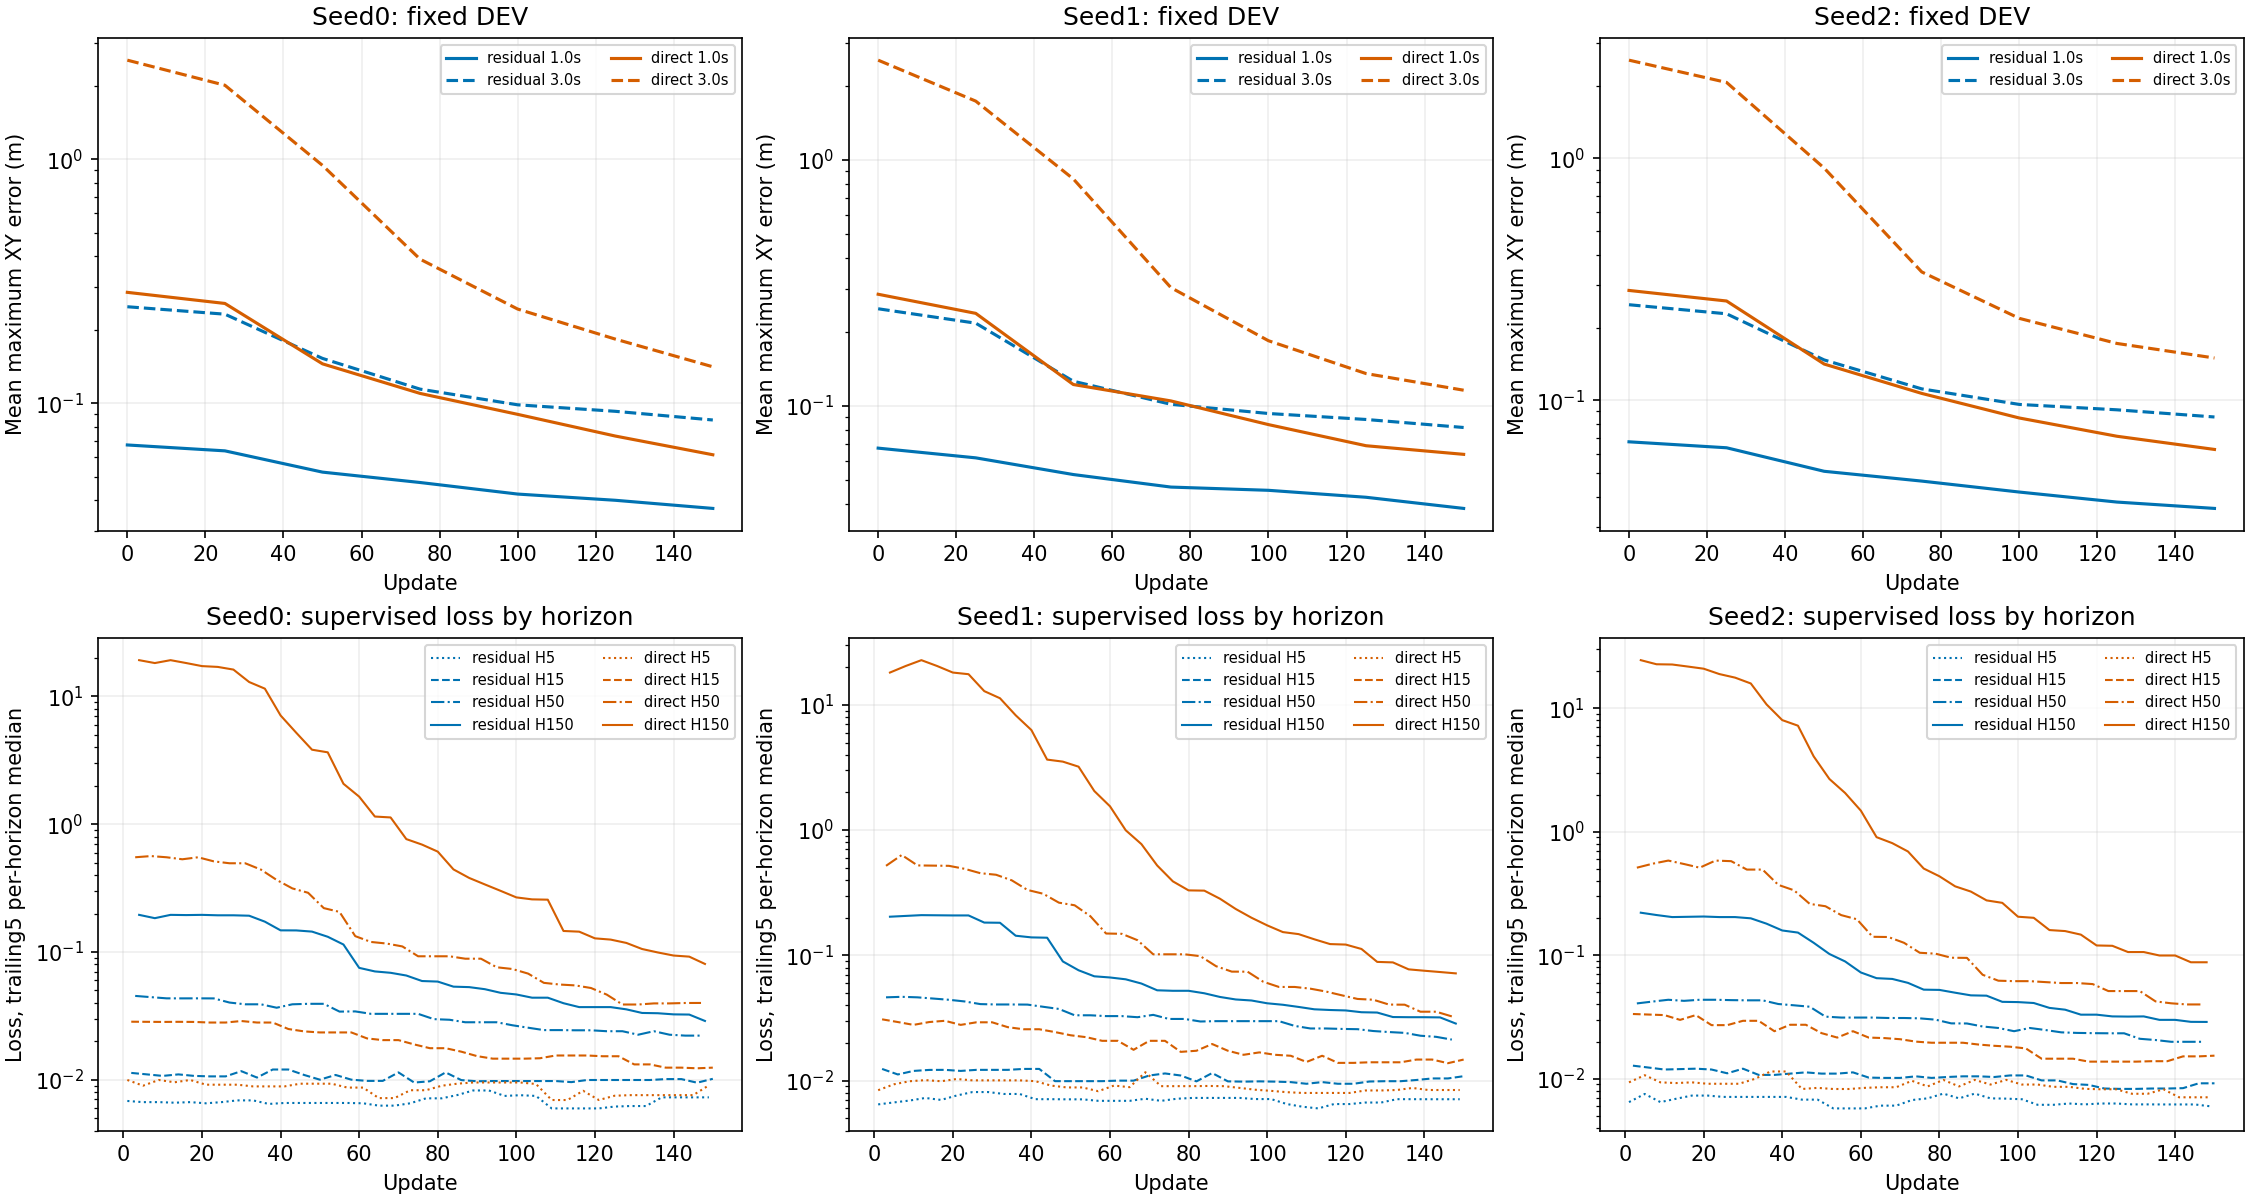 Seed0: fixed DEV
Mean maximum XY error (m)
10⁰
10⁻¹
residual 1.0s
residual 3.0s
direct 1.0s
direct 3.0s
0 20 40 60 80 100 120 140
Update
Seed1: fixed DEV
Mean maximum XY error (m)
10⁰
10⁻¹
residual 1.0s
residual 3.0s
direct 1.0s
direct 3.0s
0 20 40 60 80 100 120 140
Update
Seed2: fixed DEV
Mean maximum XY error (m)
10⁰
10⁻¹
residual 1.0s
residual 3.0s
direct 1.0s
direct 3.0s
0 20 40 60 80 100 120 140
Update
Seed0: supervised loss by horizon
Loss, trailing5 per-horizon median
10¹
10⁰
10⁻¹
10⁻²
residual H5
residual H15
residual H50
residual H150
direct H5
direct H15
direct H50
direct H150
0 20 40 60 80 100 120 140
Update
Seed1: supervised loss by horizon
Loss, trailing5 per-horizon median
10¹
10⁰
10⁻¹
10⁻²
residual H5
residual H15
residual H50
residual H150
direct H5
direct H15
direct H50
direct H150
0 20 40 60 80 100 120 140
Update
Seed2: supervised loss by horizon
Loss, trailing5 per-horizon median
10¹
10⁰
10⁻¹
10⁻²
residual H5
residual H15
residual H50
residual H150
direct H5
direct H15
direct H50
direct H150
0 20 40 60 80 100 120 140
Update